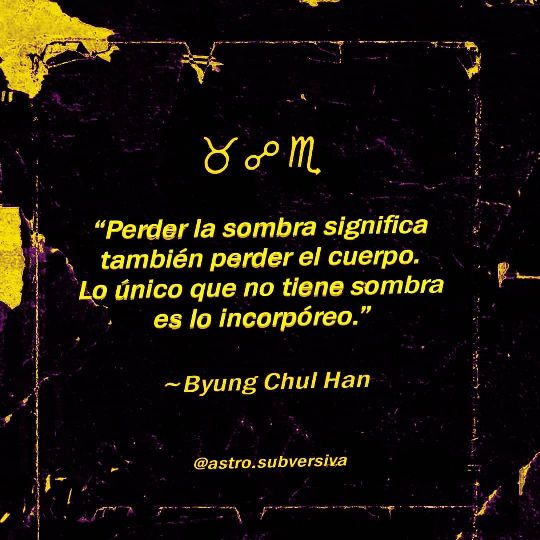 ♉ ☍ ♏
“Perder la sombra significa
también perder el cuerpo.
Lo único que no tiene sombra
es lo incorpóreo.”
~Byung Chul Han
@astro.subversiva